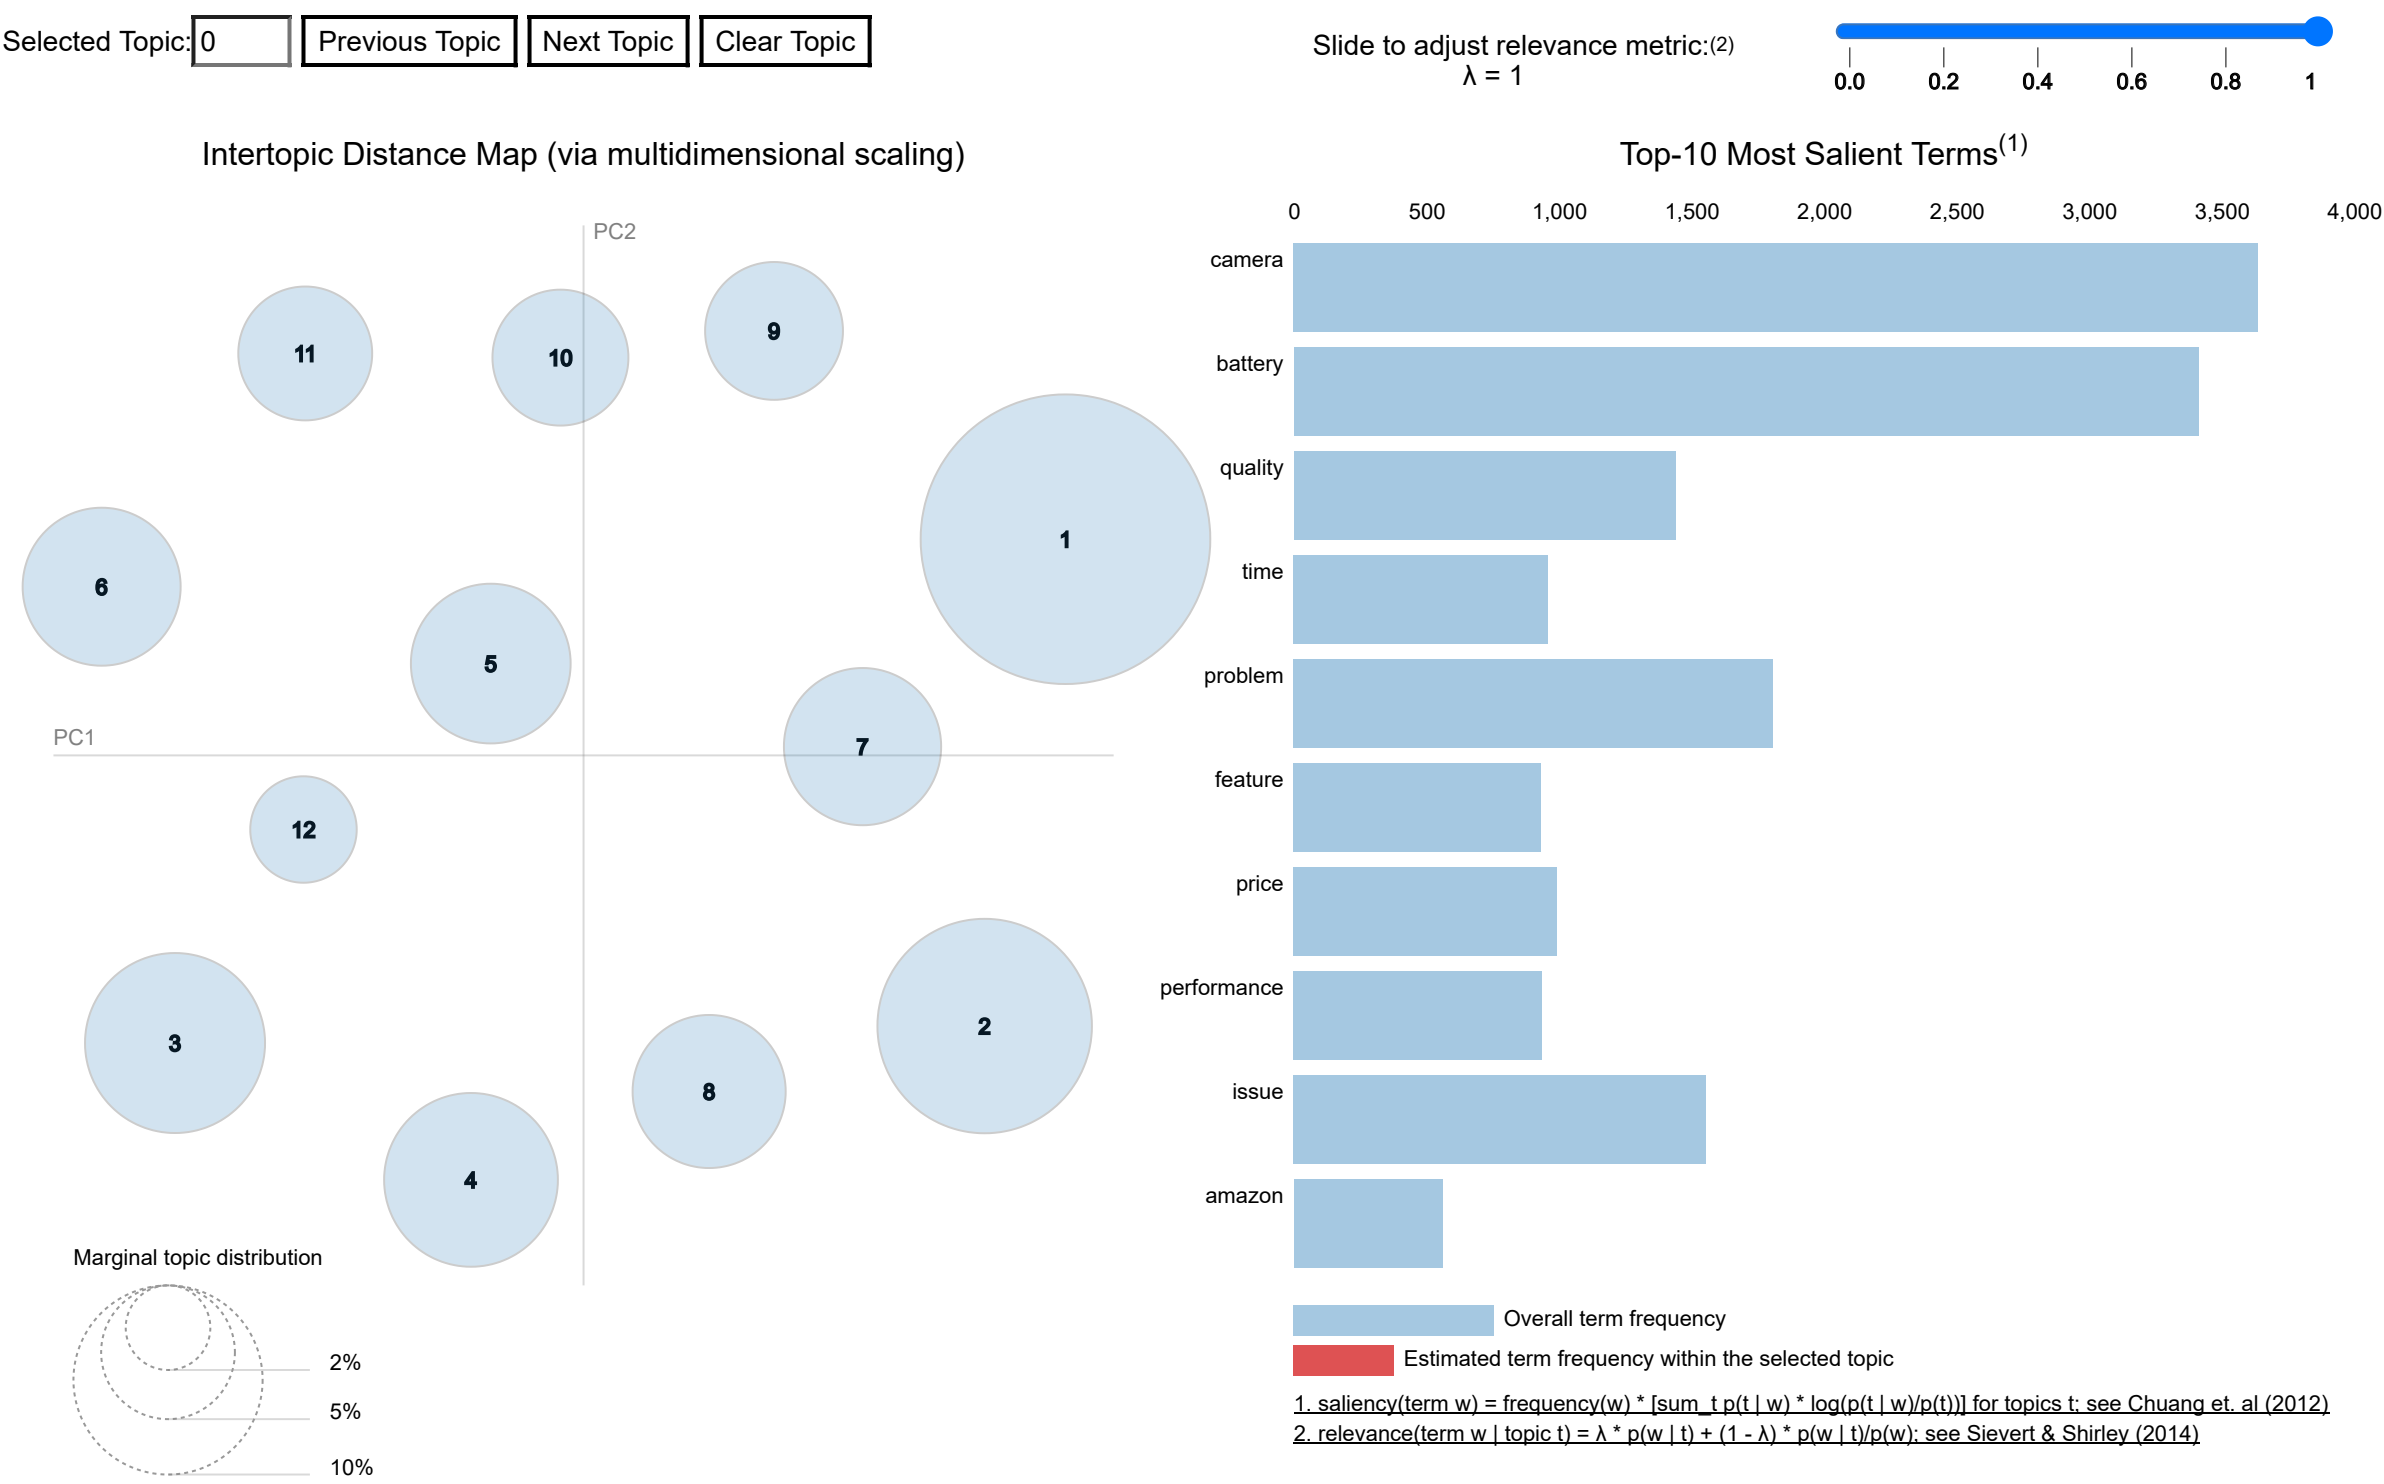 Selected Topic: 0 Previous Topic Next Topic Clear Topic
Slide to adjust relevance metric:(2)
λ = 1
0.0 0.2 0.4 0.6 0.8 1
Intertopic Distance Map (via multidimensional scaling)
PC2
PC1
11
10
9
1
6
5
7
12
3
2
8
4
Marginal topic distribution
2%
5%
10%
Top-10 Most Salient Terms(1)
0 500 1,000 1,500 2,000 2,500 3,000 3,500 4,000
camera
battery
quality
time
problem
feature
price
performance
issue
amazon
Overall term frequency
Estimated term frequency within the selected topic
1. saliency(term w) = frequency(w) * [sum_t p(t | w) * log(p(t | w)/p(t))] for topics t; see Chuang et. al (2012)
2. relevance(term w | topic t) = λ * p(w | t) + (1 - λ) * p(w | t)/p(w); see Sievert & Shirley (2014)